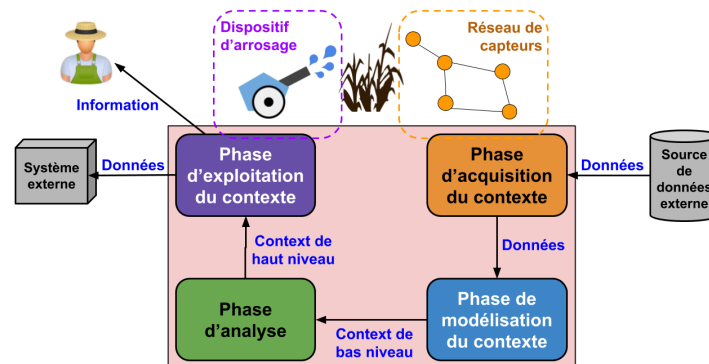 Dispositif
d'arrosage
Réseau de
capteurs
Information
Système
externe
Données
Phase
d'exploitation
du contexte
Phase
d'acquisition
du contexte
Données
Source
de
données
externe
Context de
haut niveau
Données
Phase
d'analyse
Context de
bas niveau
Phase de
modélisation
du contexte